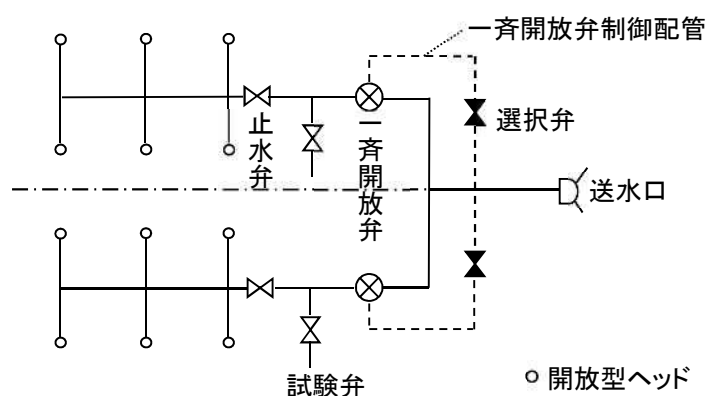 一斉開放弁制御配管
選択弁
止水弁
一斉開放弁
送水口
試験弁
開放型ヘッド